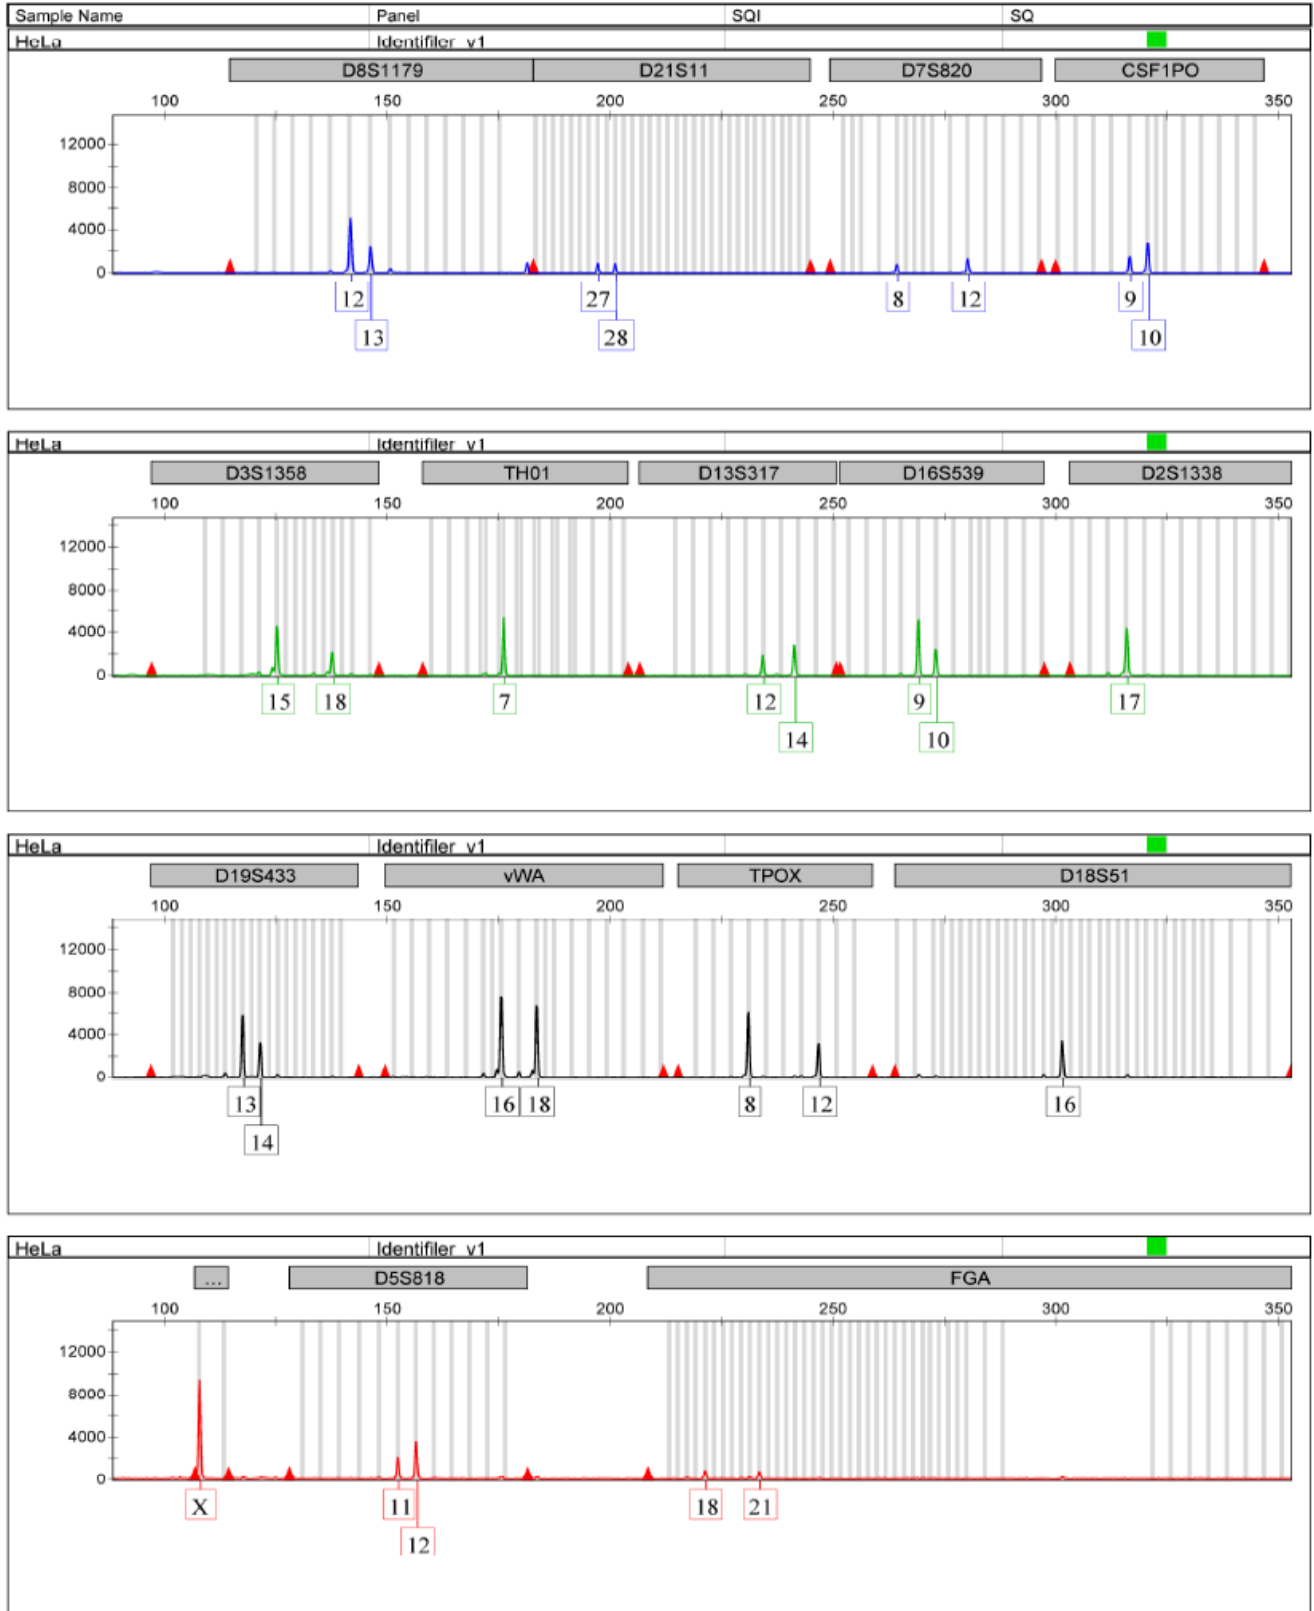 Sample Name Panel SQI SQ
HeLa Identifiler_v1
D8S1179 D21S11 D7S820 CSF1PO
100 150 200 250 300 350
12000
8000
4000
0
12 27 8 12 9
13 28 10
HeLa Identifiler_v1
D3S1358 TH01 D13S317 D16S539 D2S1338
100 150 200 250 300 350
12000
8000
4000
0
15 18 7 12 9 17
14 10
HeLa Identifiler_v1
D19S433 vWA TPOX D18S51
100 150 200 250 300 350
12000
8000
4000
0
13 16 18 8 12 16
14
HeLa Identifiler_v1
... D5S818 FGA
100 150 200 250 300 350
12000
8000
4000
0
X 11 18 21
12